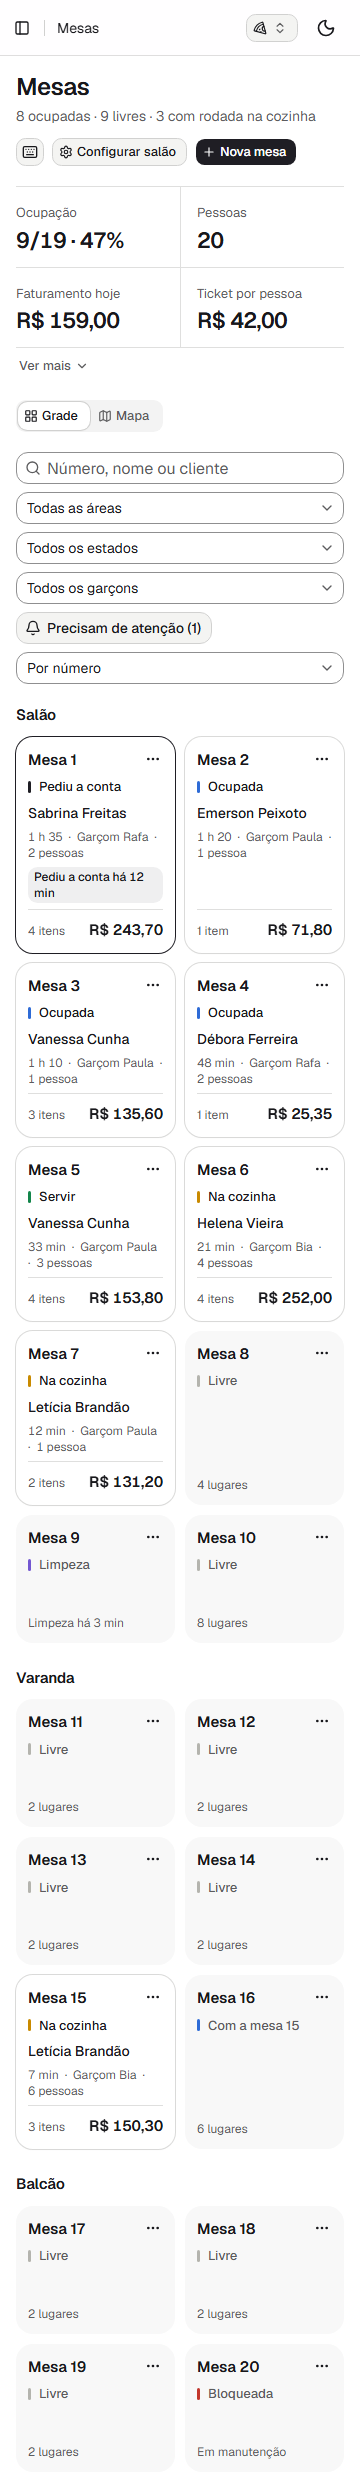 Mesas
Mesas
8 ocupadas · 9 livres · 3 com rodada na cozinha
Configurar salão
Nova mesa
Ocupação
9/19 · 47%
Pessoas
20
Faturamento hoje
R$ 159,00
Ticket por pessoa
R$ 42,00
Ver mais
Grade
Mapa
Número, nome ou cliente
Todas as áreas
Todos os estados
Todos os garçons
Precisam de atenção (1)
Por número
Salão
Mesa 1
Pediu a conta
Sabrina Freitas
1 h 35 · Garçom Rafa ·
2 pessoas
Pediu a conta há 12
min
4 itens
R$ 243,70
Mesa 2
Ocupada
Emerson Peixoto
1 h 20 · Garçom Paula ·
1 pessoa
1 item
R$ 71,80
Mesa 3
Ocupada
Vanessa Cunha
1 h 10 · Garçom Paula ·
1 pessoa
3 itens
R$ 135,60
Mesa 4
Ocupada
Débora Ferreira
48 min · Garçom Rafa ·
2 pessoas
1 item
R$ 25,35
Mesa 5
Servir
Vanessa Cunha
33 min · Garçom Paula
· 3 pessoas
4 itens
R$ 153,80
Mesa 6
Na cozinha
Helena Vieira
21 min · Garçom Bia ·
4 pessoas
4 itens
R$ 252,00
Mesa 7
Na cozinha
Letícia Brandão
12 min · Garçom Paula
· 1 pessoa
2 itens
R$ 131,20
Mesa 8
Livre
4 lugares
Mesa 9
Limpeza
Limpeza há 3 min
Mesa 10
Livre
8 lugares
Varanda
Mesa 11
Livre
2 lugares
Mesa 12
Livre
2 lugares
Mesa 13
Livre
2 lugares
Mesa 14
Livre
2 lugares
Mesa 15
Na cozinha
Letícia Brandão
7 min · Garçom Bia ·
6 pessoas
3 itens
R$ 150,30
Mesa 16
Com a mesa 15
6 lugares
Balcão
Mesa 17
Livre
2 lugares
Mesa 18
Livre
2 lugares
Mesa 19
Livre
2 lugares
Mesa 20
Bloqueada
Em manutenção